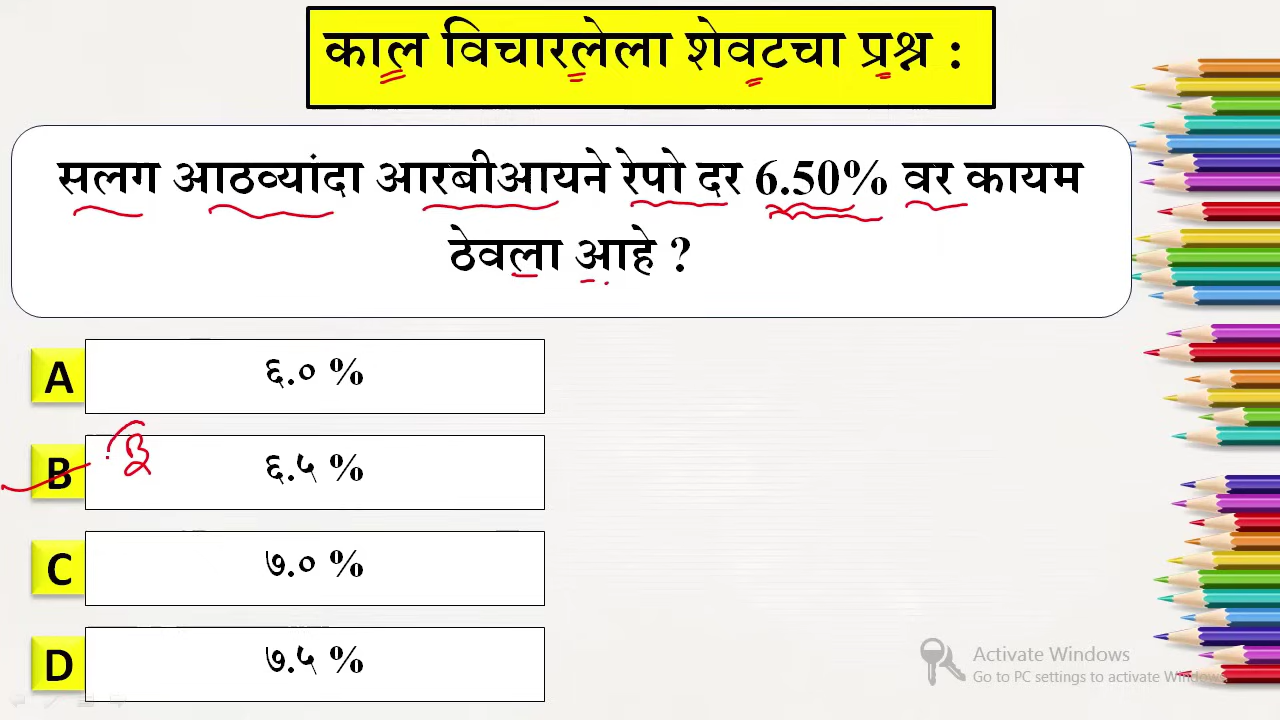 काल विचारलेला शेवटचा प्रश्न :
सलग आठव्यांदा आरबीआयने रेपो दर 6.50% वर कायम
ठेवला आहे ?
A
६.० %
B
B
६.५ %
C
७.० %
D
७.५ %
Activate Windows
Go to PC settings to activate Windows.